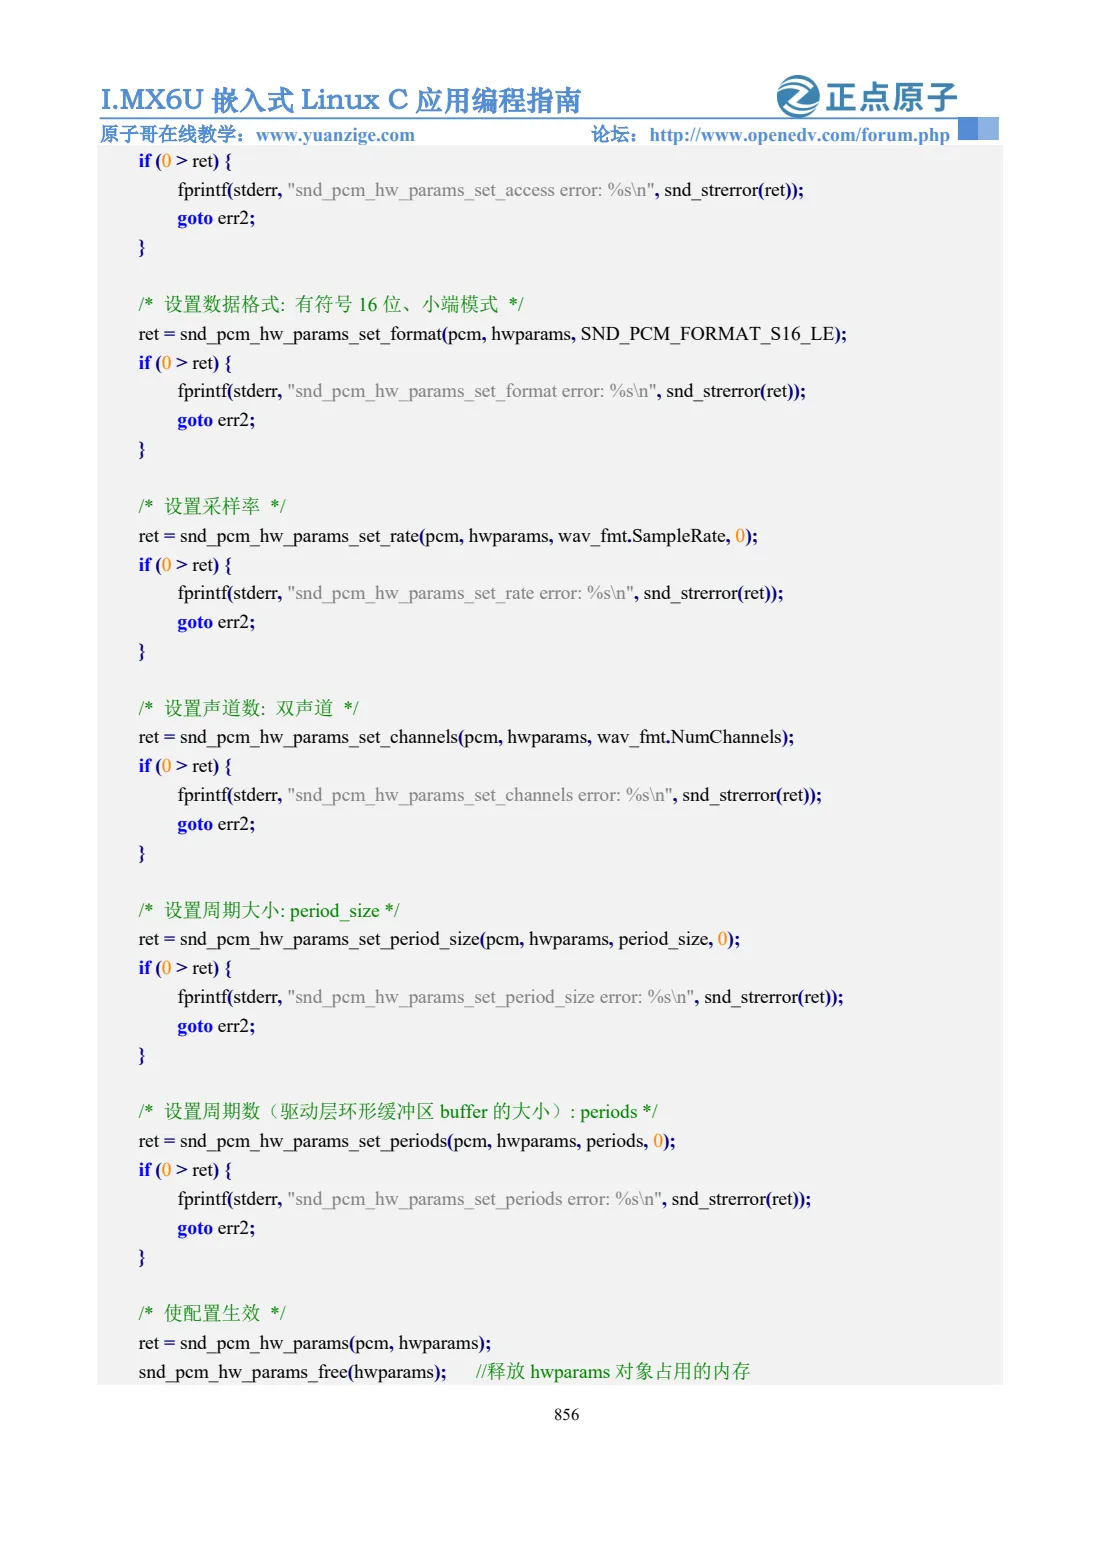 I.MX6U 嵌入式 Linux C 应用编程指南
正点原子
原子哥在线教学：www.yuanzige.com 论坛：http://www.openedv.com/forum.php
if (0 > ret) {
fprintf(stderr, "snd_pcm_hw_params_set_access error: %s\n", snd_strerror(ret));
goto err2;
}
/* 设置数据格式: 有符号 16 位、小端模式 */
ret = snd_pcm_hw_params_set_format(pcm, hwparams, SND_PCM_FORMAT_S16_LE);
if (0 > ret) {
fprintf(stderr, "snd_pcm_hw_params_set_format error: %s\n", snd_strerror(ret));
goto err2;
}
/* 设置采样率 */
ret = snd_pcm_hw_params_set_rate(pcm, hwparams, wav_fmt.SampleRate, 0);
if (0 > ret) {
fprintf(stderr, "snd_pcm_hw_params_set_rate error: %s\n", snd_strerror(ret));
goto err2;
}
/* 设置声道数: 双声道 */
ret = snd_pcm_hw_params_set_channels(pcm, hwparams, wav_fmt.NumChannels);
if (0 > ret) {
fprintf(stderr, "snd_pcm_hw_params_set_channels error: %s\n", snd_strerror(ret));
goto err2;
}
/* 设置周期大小: period_size */
ret = snd_pcm_hw_params_set_period_size(pcm, hwparams, period_size, 0);
if (0 > ret) {
fprintf(stderr, "snd_pcm_hw_params_set_period_size error: %s\n", snd_strerror(ret));
goto err2;
}
/* 设置周期数（驱动层环形缓冲区 buffer 的大小）: periods */
ret = snd_pcm_hw_params_set_periods(pcm, hwparams, periods, 0);
if (0 > ret) {
fprintf(stderr, "snd_pcm_hw_params_set_periods error: %s\n", snd_strerror(ret));
goto err2;
}
/* 使配置生效 */
ret = snd_pcm_hw_params(pcm, hwparams);
snd_pcm_hw_params_free(hwparams); //释放 hwparams 对象占用的内存
856